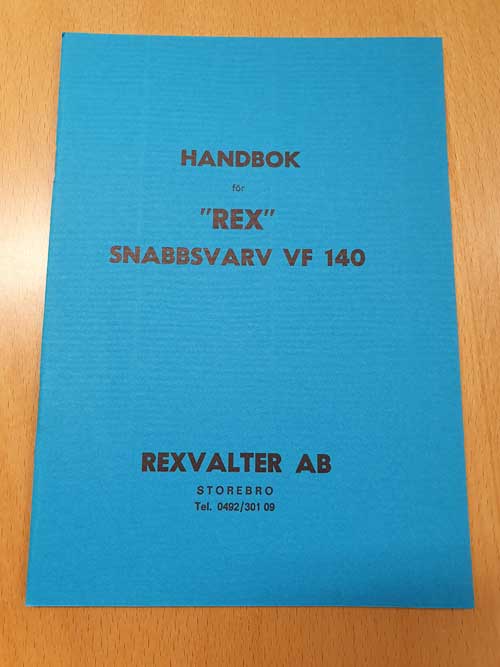 HANDBOK
för
"REX"
SNABBSVARV VF 140
REXVALTER AB
STOREBRO
Tel. 0492/301 09